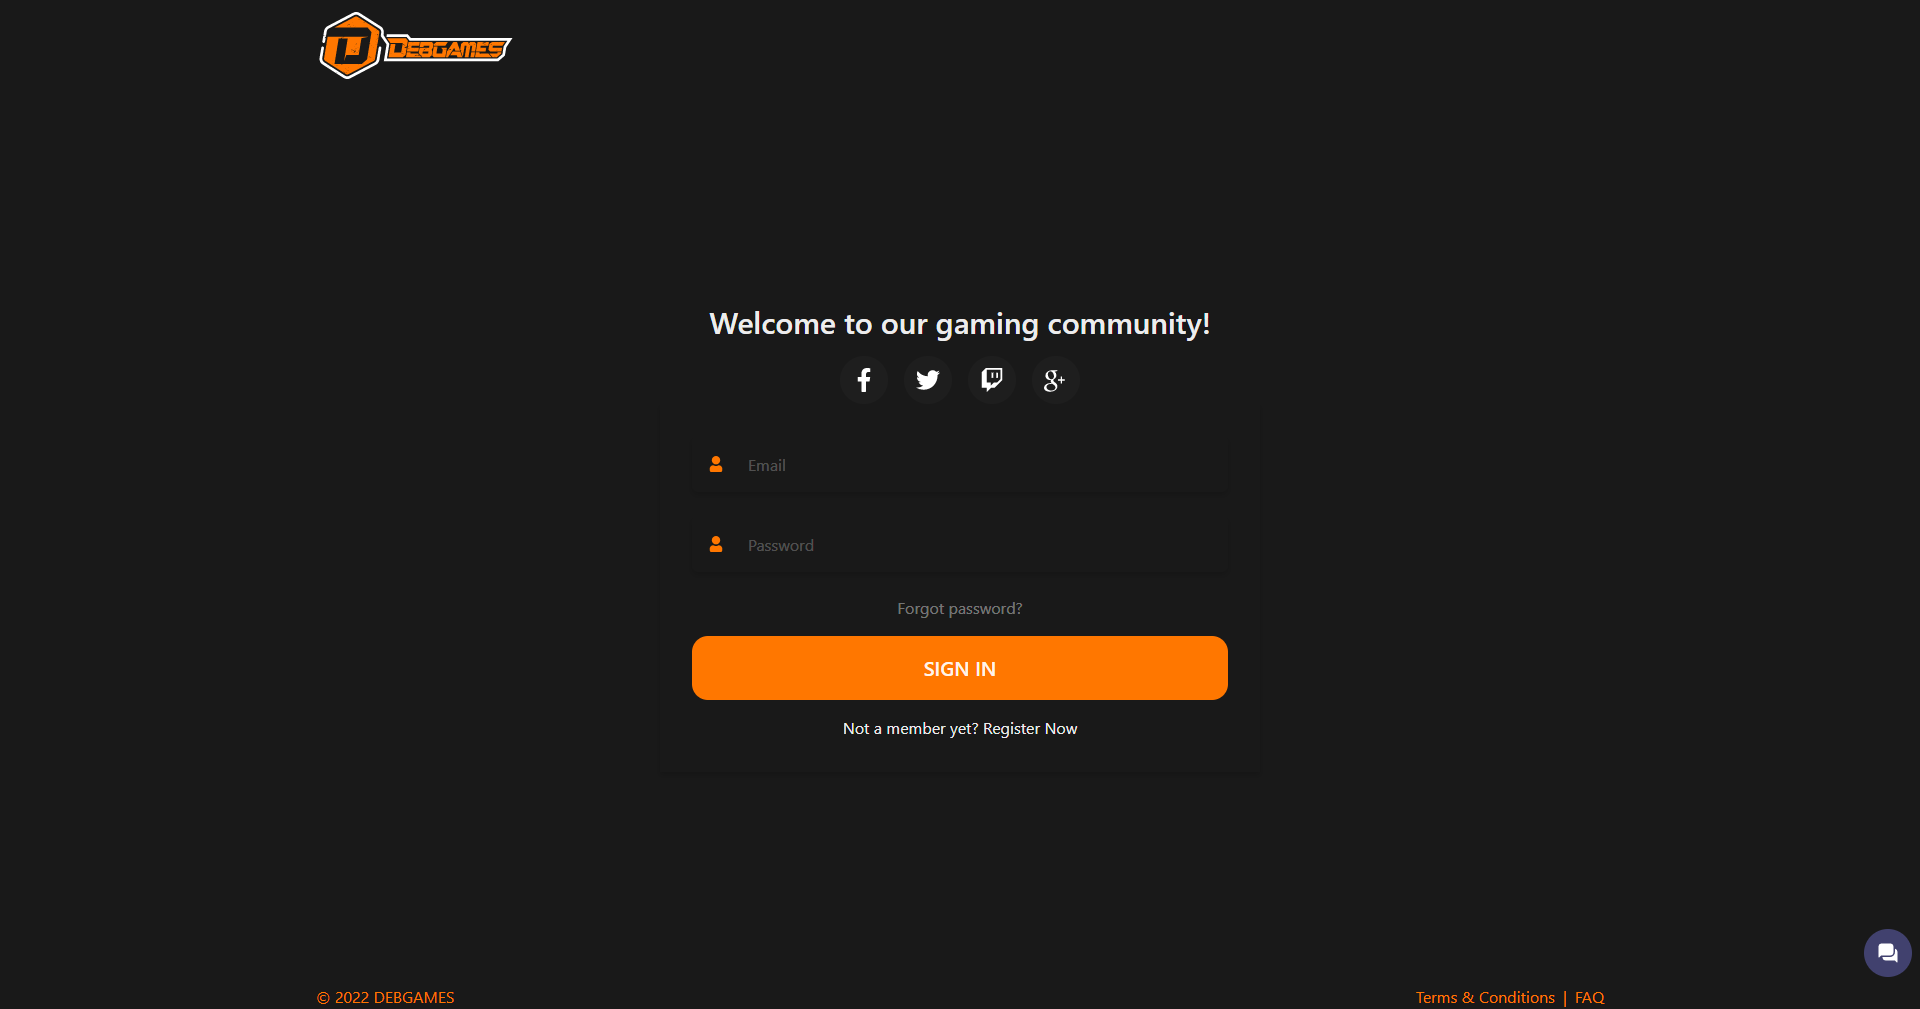 DEBGAMES
Welcome to our gaming community!
Email
Password
Forgot password?
SIGN IN
Not a member yet? Register Now
© 2022 DEBGAMES
Terms & Conditions | FAQ